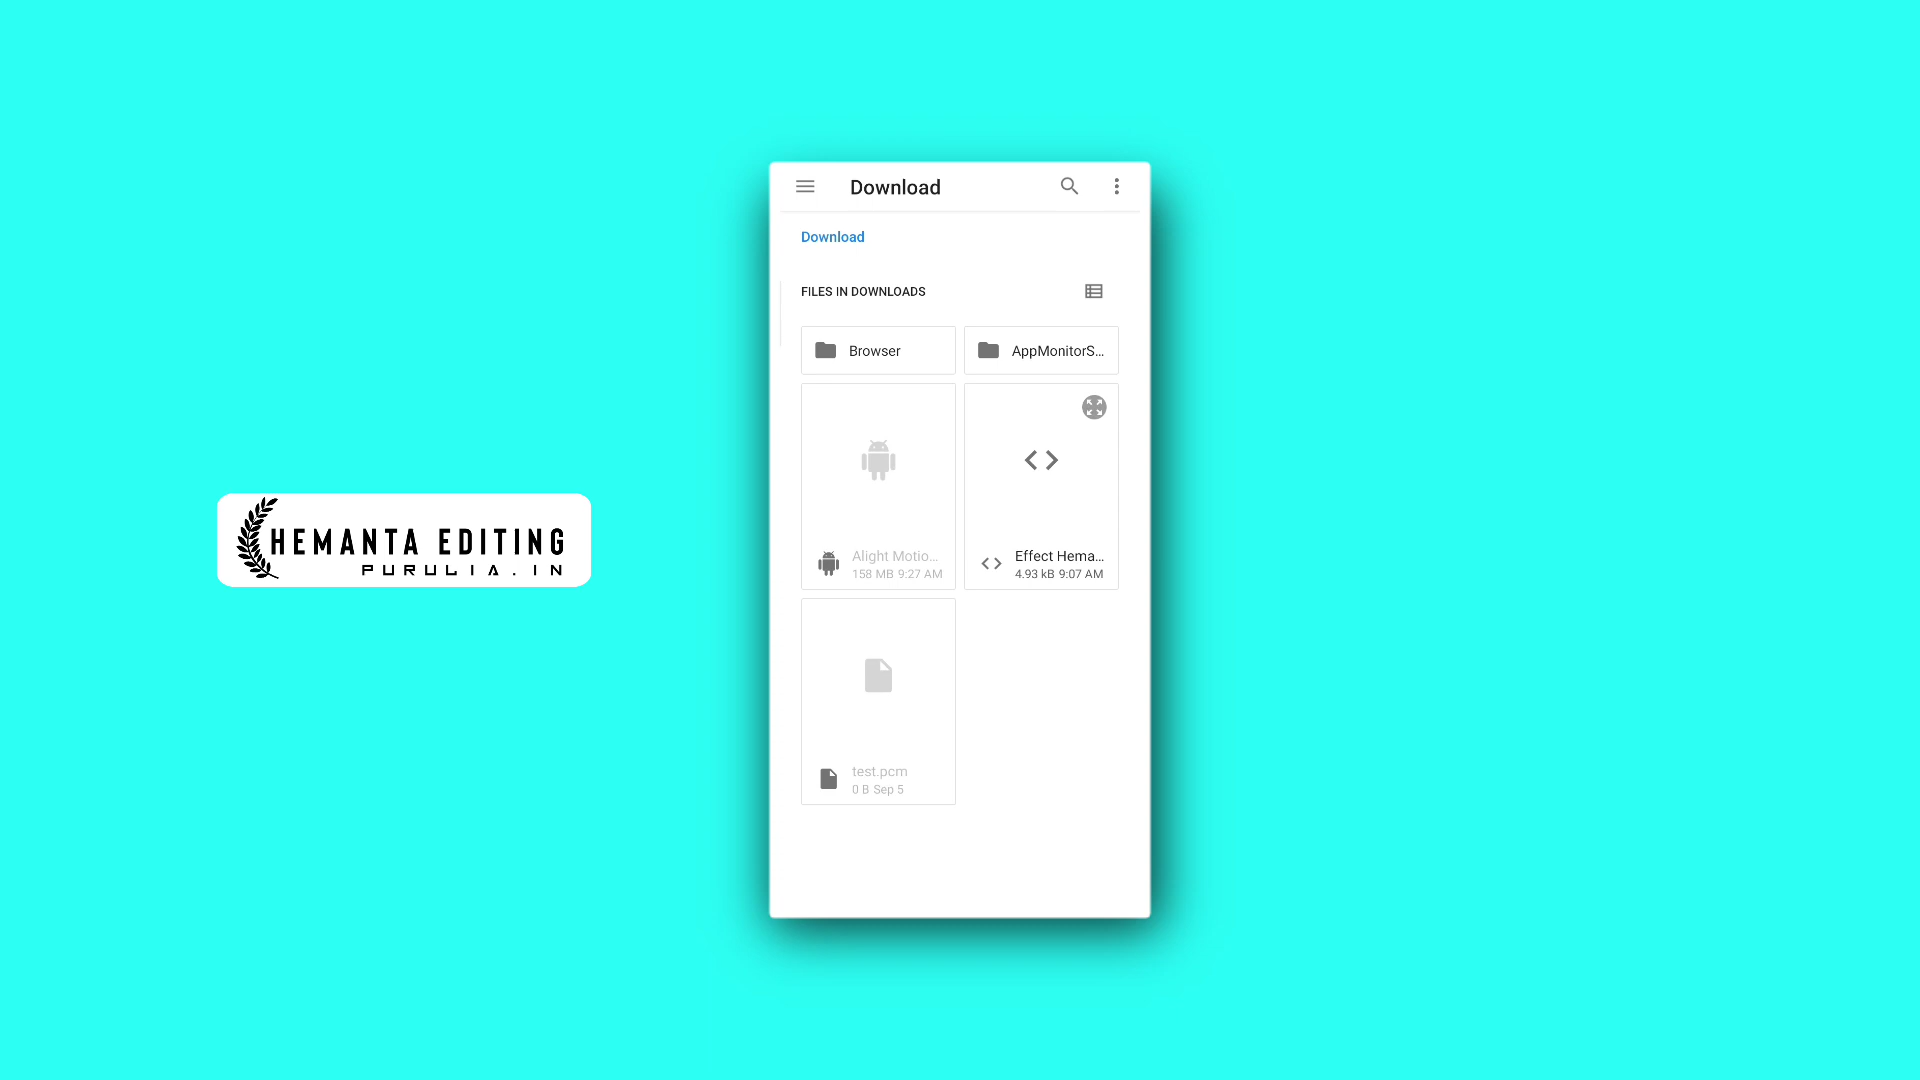 Download
Download
FILES IN DOWNLOADS
Browser
AppMonitorS...
Alight Motio...
158 MB 9:27 AM
Effect Hema...
4.93 kB 9:07 AM
test.pcm
0 B Sep 5
HEMANTA EDITING
PURULIA.IN